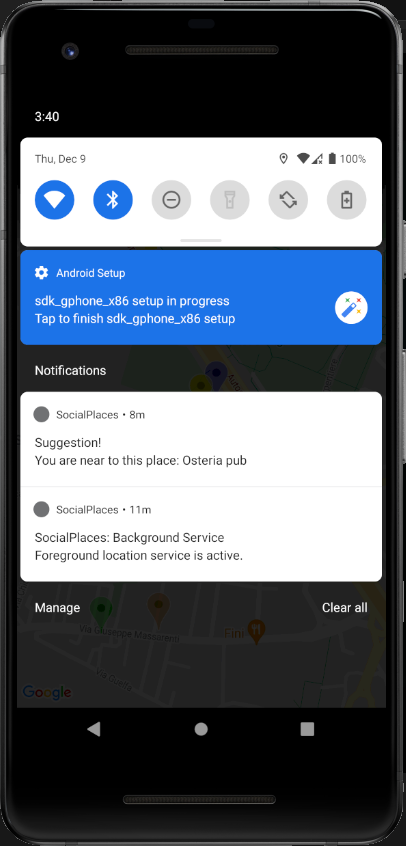 3:40
Thu, Dec 9
100%
Android Setup
sdk_gphone_x86 setup in progress
Tap to finish sdk_gphone_x86 setup
Notifications
SocialPlaces • 8m
Suggestion!
You are near to this place: Osteria pub
SocialPlaces • 11m
SocialPlaces: Background Service
Foreground location service is active.
Manage
Clear all
Via Giuseppe Massarani
Fini
Google